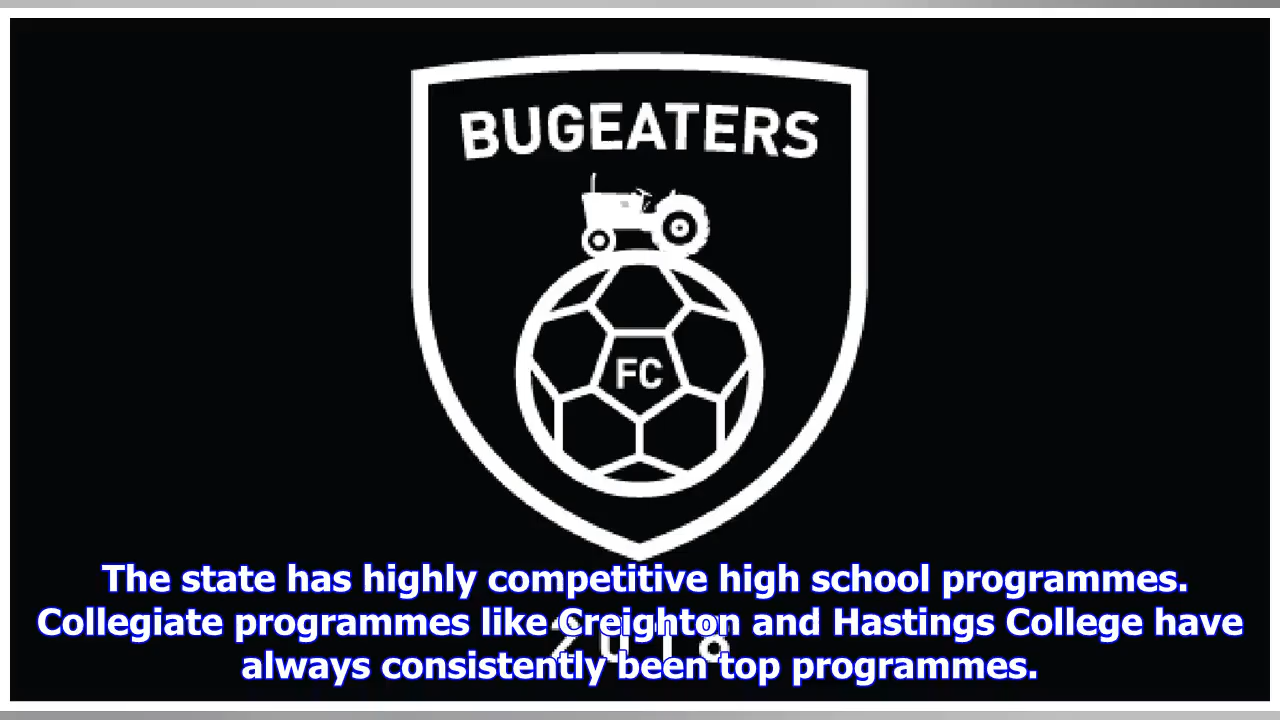 BUGEATERS
FC
The state has highly competitive high school programmes.
Collegiate programmes like Creighton and Hastings College have
always consistently been top programmes.